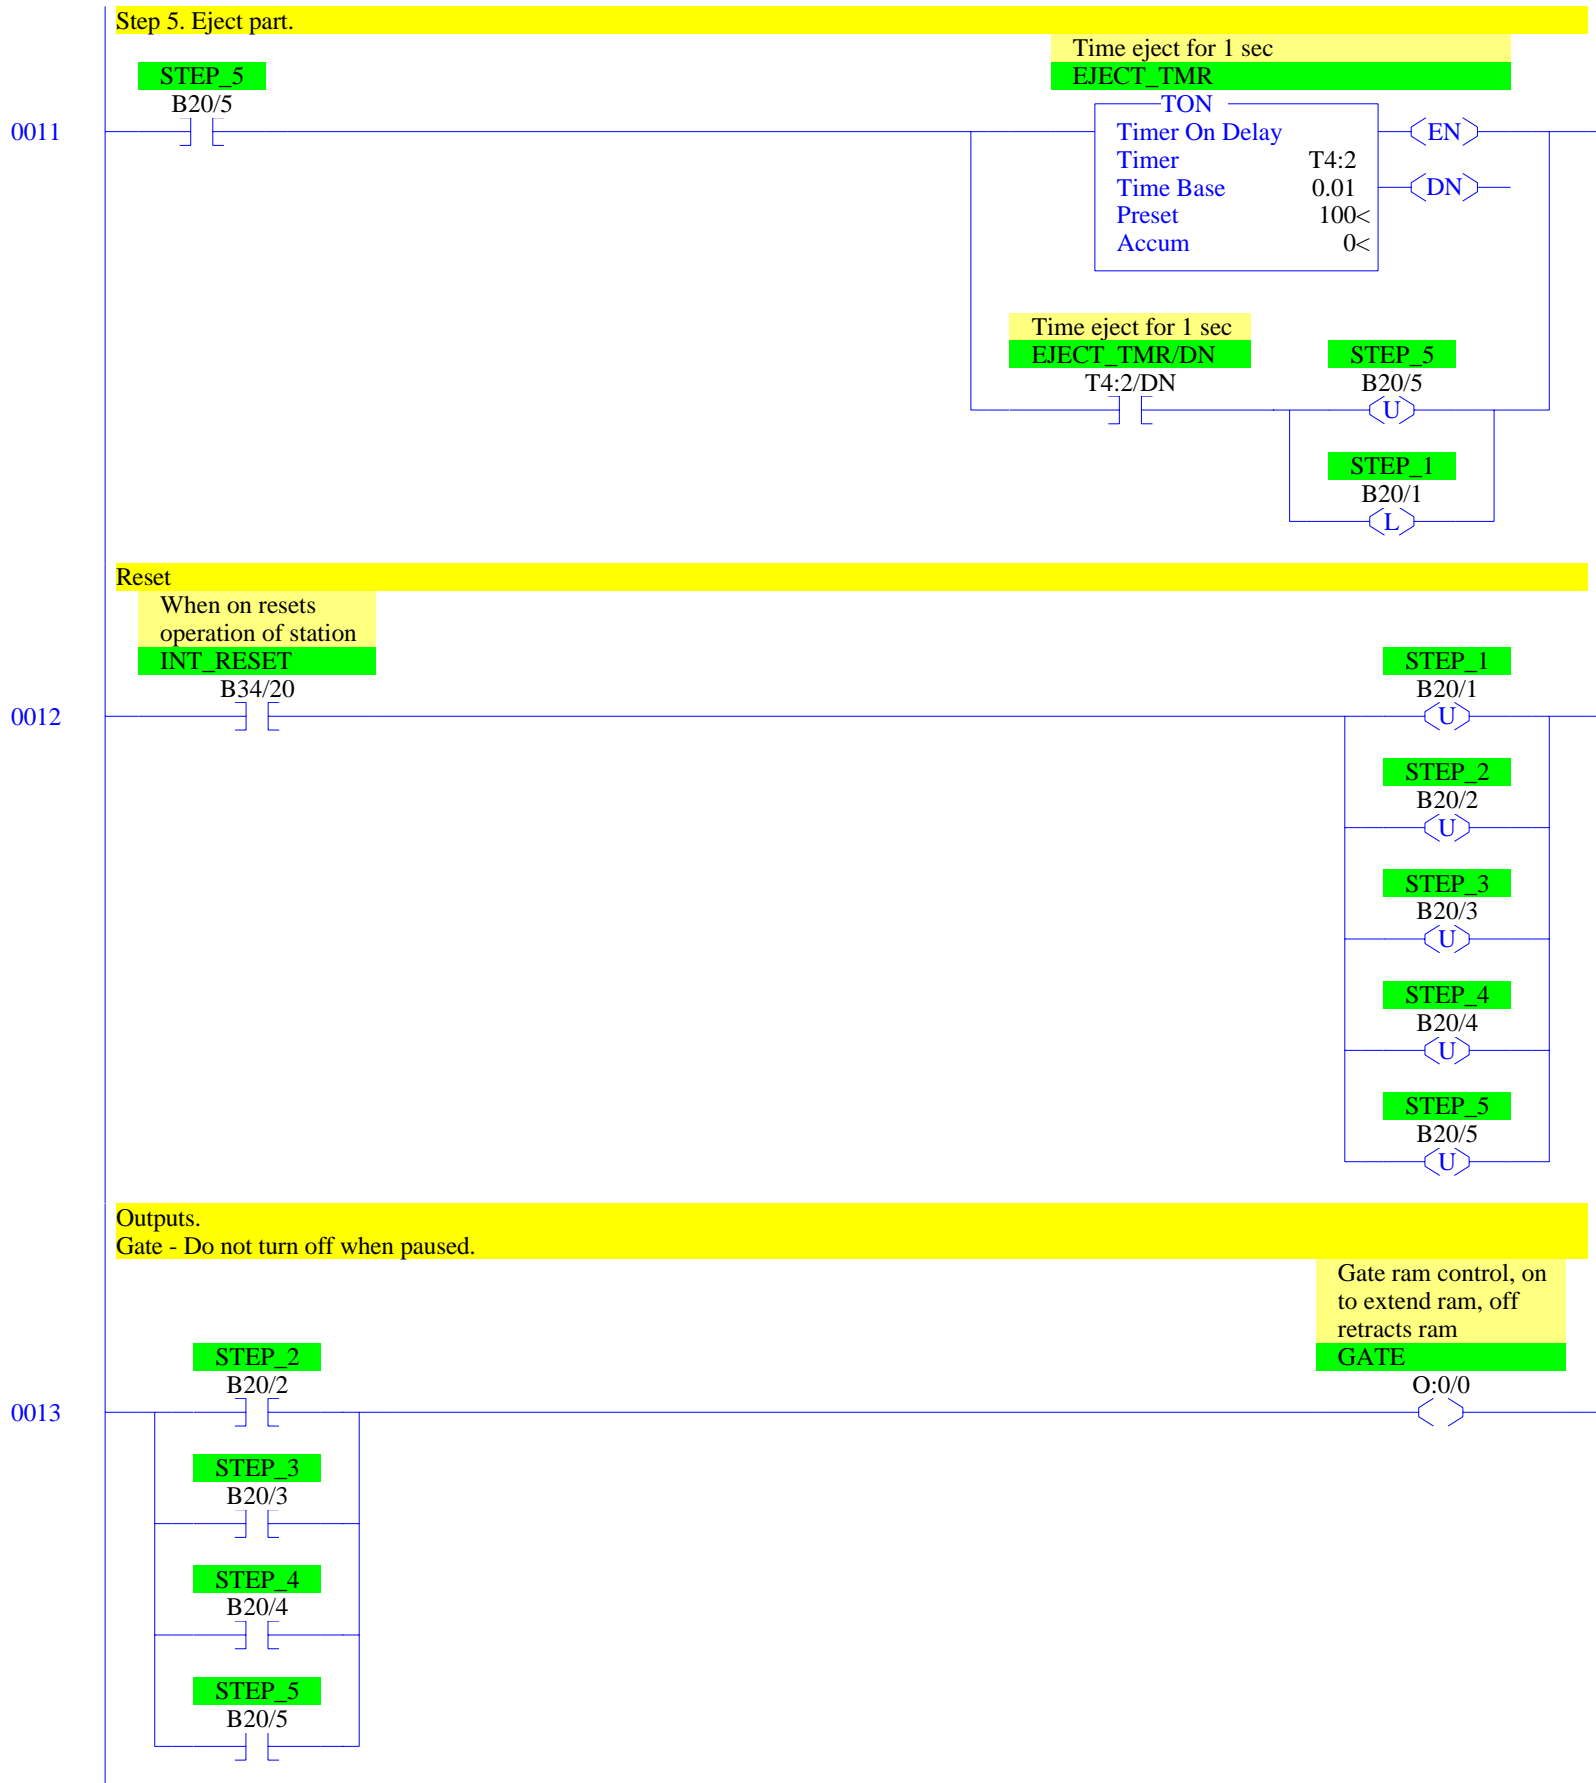 Step 5. Eject part.
Time eject for 1 sec
STEP_5
EJECT_TMR
B20/5
TON
0011
Timer On Delay
EN
Timer
T4:2
Time Base
0.01
DN
Preset
100<
Accum
0<
Time eject for 1 sec
EJECT_TMR/DN
STEP_5
T4:2/DN
B20/5
U
STEP_1
B20/1
L
Reset
When on resets
operation of station
INT_RESET
STEP_1
B34/20
B20/1
0012
U
STEP_2
B20/2
U
STEP_3
B20/3
U
STEP_4
B20/4
U
STEP_5
B20/5
U
Outputs.
Gate - Do not turn off when paused.
Gate ram control, on
to extend ram, off
retracts ram
STEP_2
GATE
B20/2
O:0/0
0013
STEP_3
B20/3
STEP_4
B20/4
STEP_5
B20/5